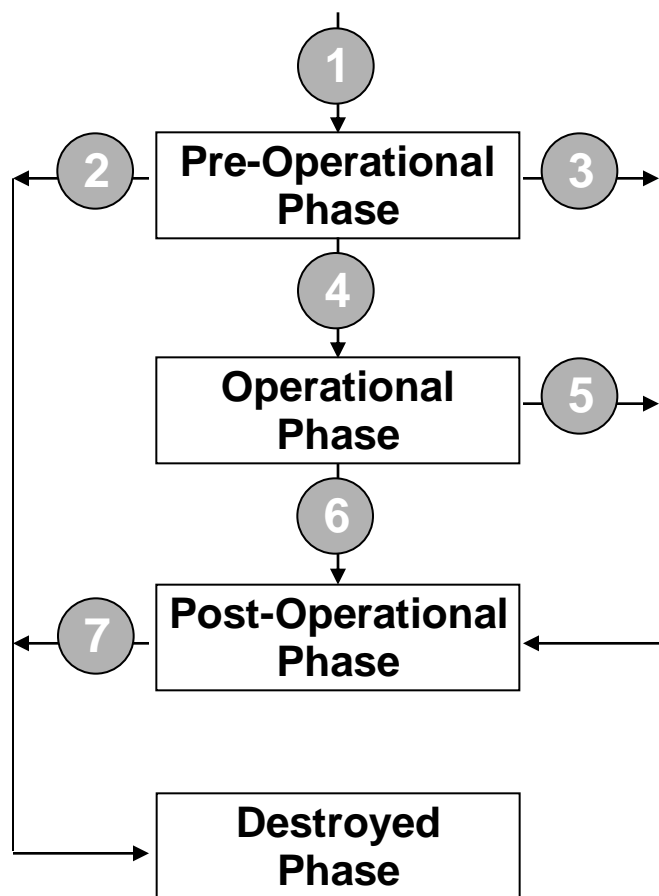 1
2
Pre-Operational
Phase
3
4
Operational
Phase
5
6
Post-Operational
Phase
7
Destroyed
Phase